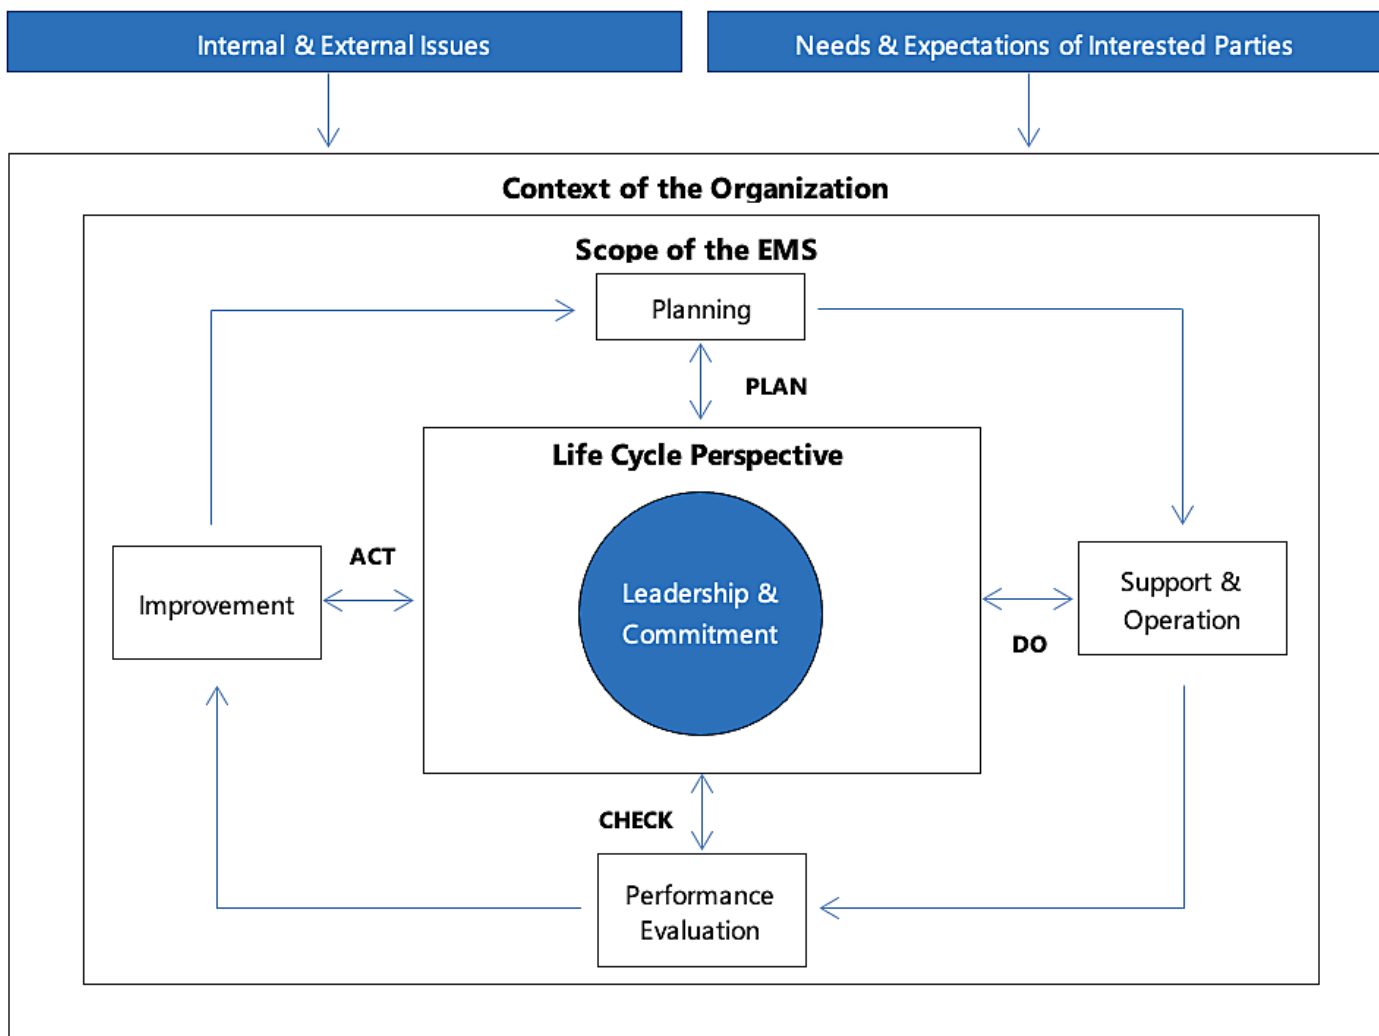 Internal & External Issues
Needs & Expectations of Interested Parties
Context of the Organization
Scope of the EMS
Planning
PLAN
Life Cycle Perspective
ACT
Improvement
Leadership &
Commitment
Support &
Operation
DO
CHECK
Performance
Evaluation